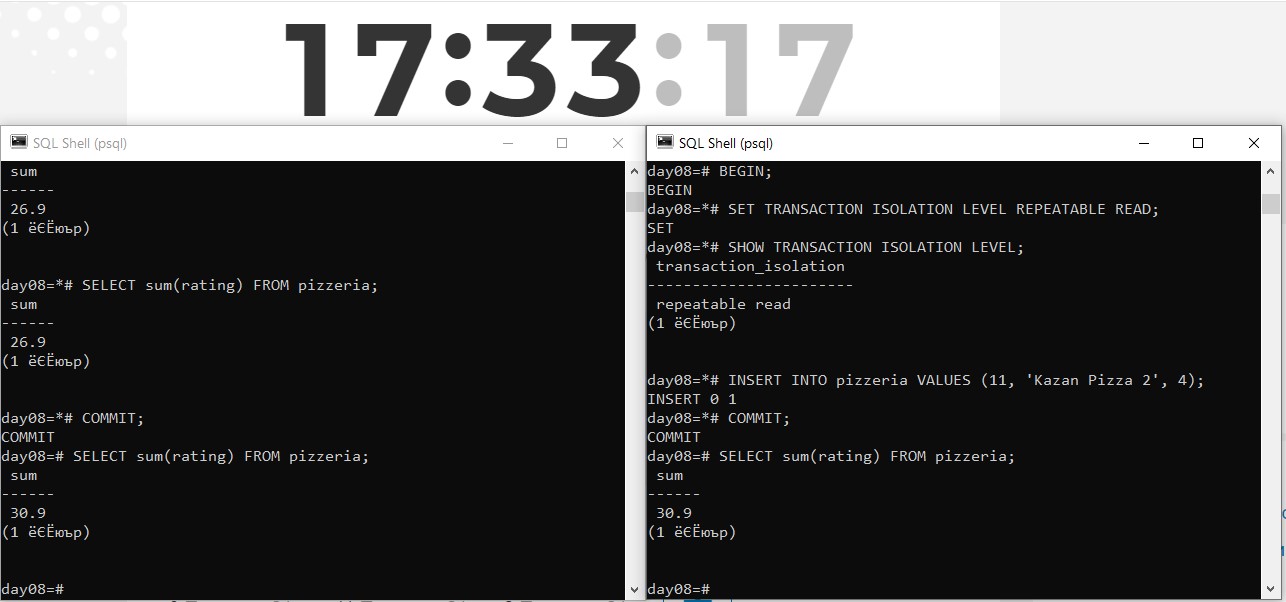 17:33:17
SQL Shell (psql)
sum
------
26.9
(1 ёЄЁюър)
day08=*# SELECT sum(rating) FROM pizzeria;
sum
------
26.9
(1 ёЄЁюър)
day08=*# COMMIT;
COMMIT
day08=# SELECT sum(rating) FROM pizzeria;
sum
------
30.9
(1 ёЄЁюър)
day08=#
SQL Shell (psql)
day08=# BEGIN;
BEGIN
day08=*# SET TRANSACTION ISOLATION LEVEL REPEATABLE READ;
SET
day08=*# SHOW TRANSACTION ISOLATION LEVEL;
transaction_isolation
-----------------------
repeatable read
(1 ёЄЁюър)
day08=*# INSERT INTO pizzeria VALUES (11, 'Kazan Pizza 2', 4);
INSERT 0 1
day08=*# COMMIT;
COMMIT
day08=# SELECT sum(rating) FROM pizzeria;
sum
------
30.9
(1 ёЄЁюър)
day08=#